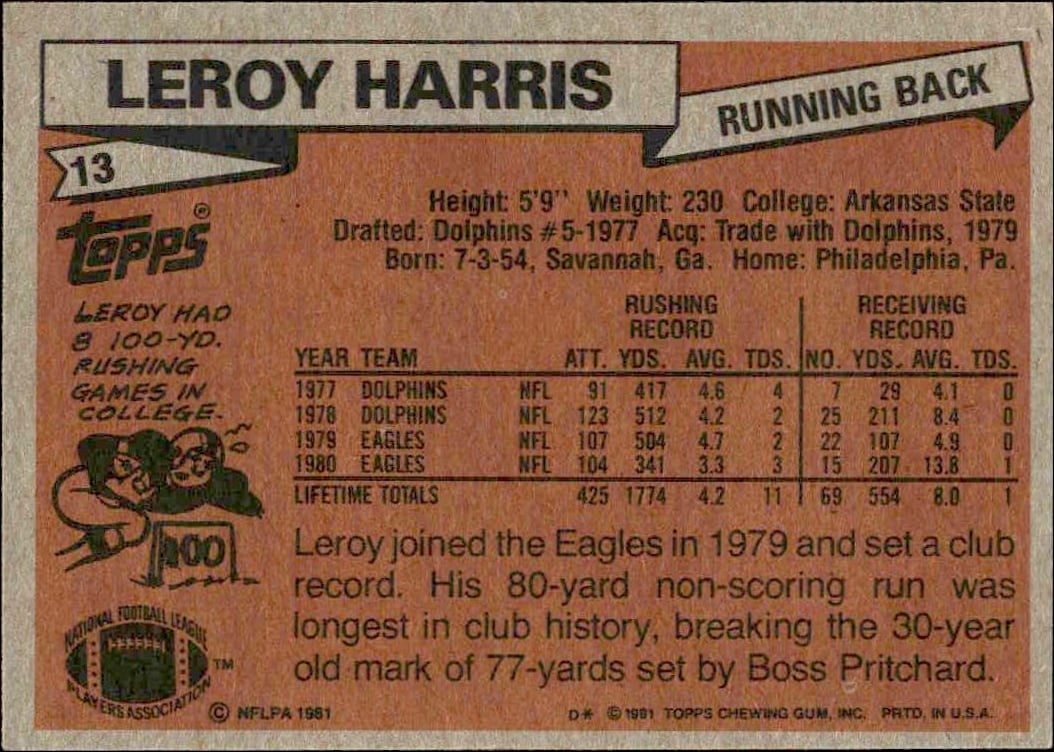 LEROY HARRIS
RUNNING BACK
13
TOPPS®
Height: 5'9" Weight: 230 College: Arkansas State
Drafted: Dolphins #5-1977 Acq: Trade with Dolphins, 1979
Born: 7-3-54, Savannah, Ga. Home: Philadelphia, Pa.
LEROY HAD
8 100-YD.
RUSHING
GAMES IN
COLLEGE.
100
RUSHING RECEIVING
RECORD RECORD
YEAR TEAM ATT. YDS. AVG. TDS. NO. YDS. AVG. TDS.
1977 DOLPHINS NFL 91 417 4.6 4 7 29 4.1 0
1978 DOLPHINS NFL 123 512 4.2 2 25 211 8.4 0
1979 EAGLES NFL 107 504 4.7 2 22 107 4.9 0
1980 EAGLES NFL 104 341 3.3 3 15 207 13.8 1
LIFETIME TOTALS 425 1774 4.2 11 69 554 8.0 1
Leroy joined the Eagles in 1979 and set a club
record. His 80-yard non-scoring run was
longest in club history, breaking the 30-year
old mark of 77-yards set by Boss Pritchard.
NATIONAL FOOTBALL LEAGUE
PLAYERS ASSOCIATION
TM
© NFLPA 1981
D* © 1981 TOPPS CHEWING GUM, INC. PRTD. IN U.S.A.